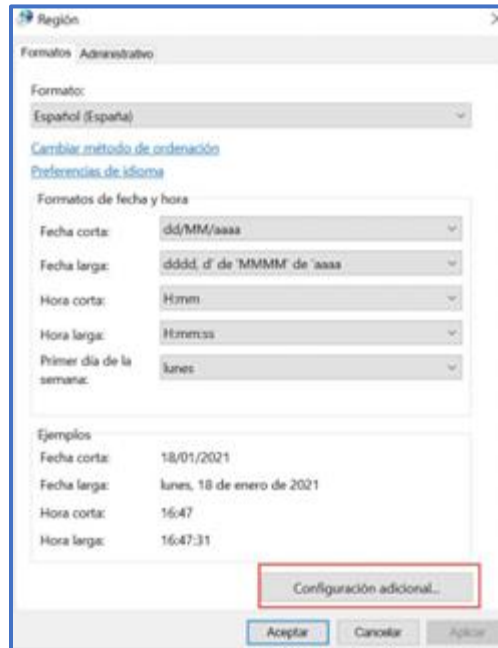 Región
Formatos Administrativo
Formato:
Español (España)
Cambiar método de ordenación
Preferencias de idioma
Formatos de fecha y hora
Fecha corta: dd/MM/aaaa
Fecha larga: dddd, d' de 'MMMM' de 'aaaa
Hora corta: H:mm
Hora larga: H:mm:ss
Primer día de la semana: lunes
Ejemplos
Fecha corta: 18/01/2021
Fecha larga: lunes, 18 de enero de 2021
Hora corta: 16:47
Hora larga: 16:47:31
Configuración adicional...
Aceptar Cancelar Aplicar